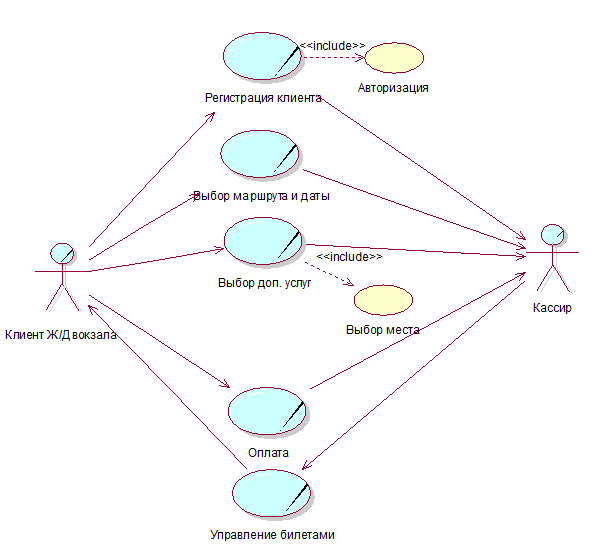 <<include>>
Авторизация
Регистрация клиента
Выбор маршрута и даты
<<include>>
Выбор доп. услуг
Кассир
Выбор места
Клиент Ж/Д вокзала
Оплата
Управление билетами